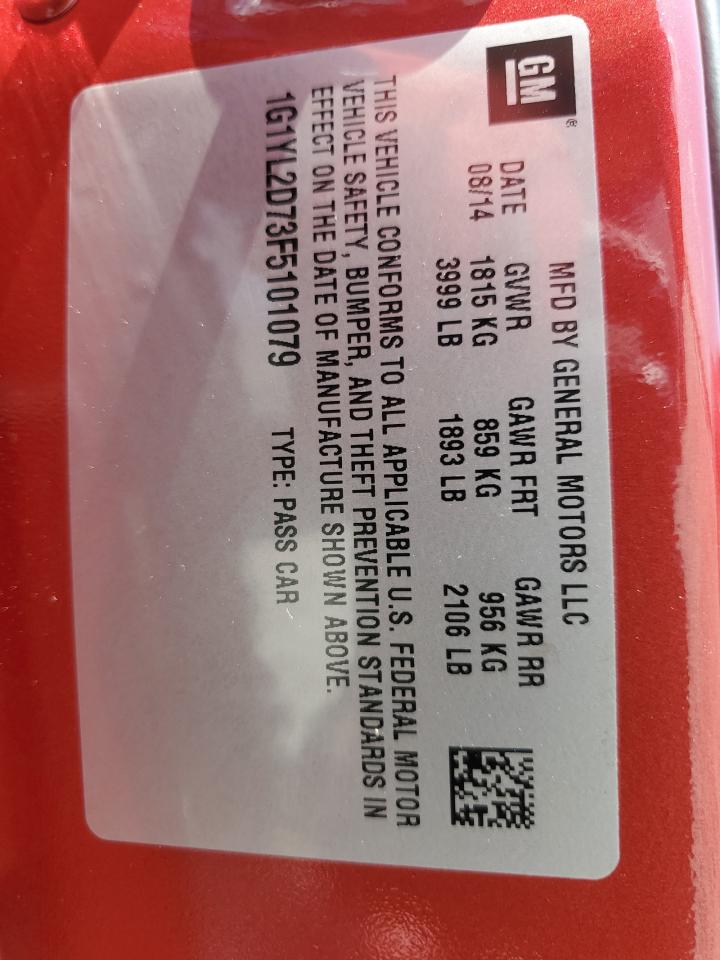 GM®
MFD BY GENERAL MOTORS LLC
DATE GVWR GAWR FRT GAWR RR
08/14 1815 KG 859 KG 956 KG
3999 LB 1893 LB 2106 LB
THIS VEHICLE CONFORMS TO ALL APPLICABLE U.S. FEDERAL MOTOR
VEHICLE SAFETY, BUMPER, AND THEFT PREVENTION STANDARDS IN
EFFECT ON THE DATE OF MANUFACTURE SHOWN ABOVE.
1G1YL2D73F5101079 TYPE: PASS CAR